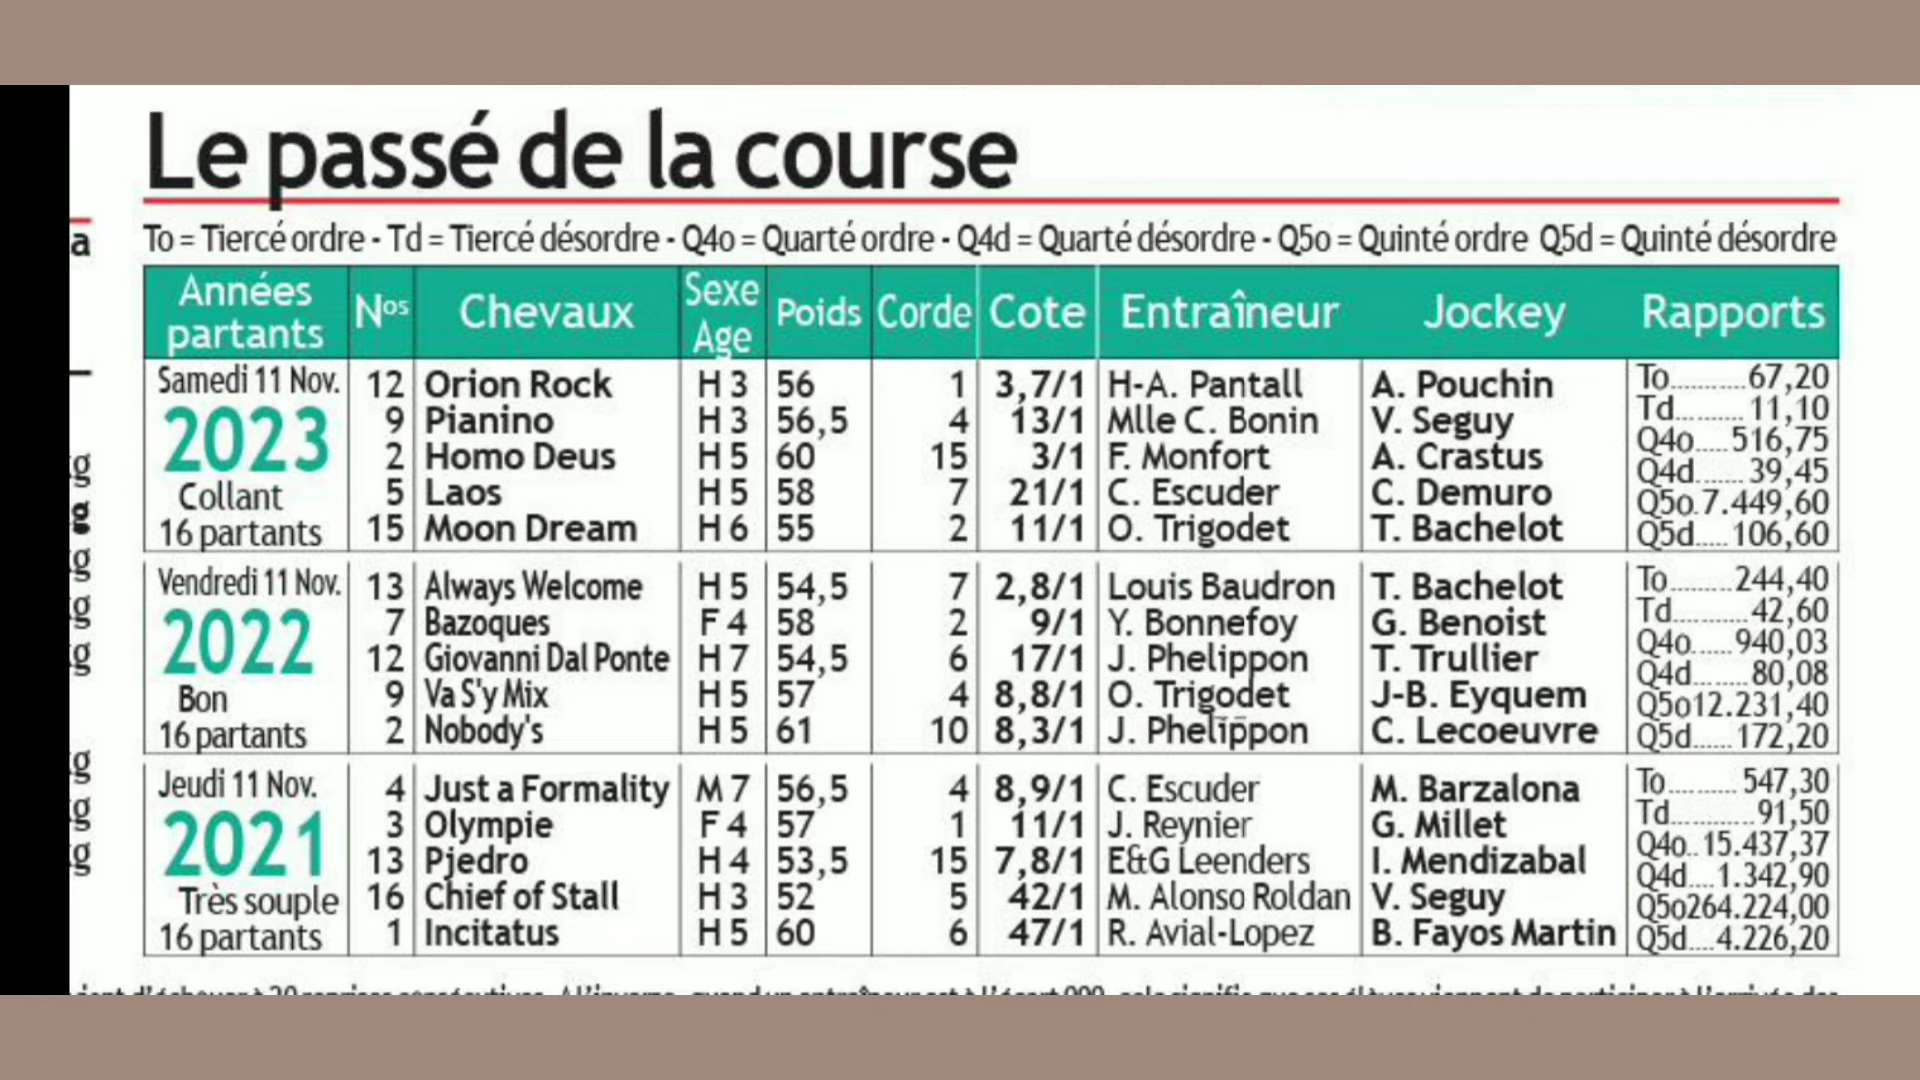 Le passé de la course
To = Tiercé ordre - Td = Tiercé désordre - Q4o = Quarté ordre - Q4d = Quarté désordre - Q5o = Quinté ordre Q5d = Quinté désordre
Années partants Nos Chevaux Sexe Age Poids Corde Cote Entraîneur Jockey Rapports
Samedi 11 Nov.
2023
Collant
16 partants
12 Orion Rock H 3 56 1 3,7/1 H-A. Pantall A. Pouchin
9 Pianino H 3 56,5 4 13/1 Mlle C. Bonin V. Seguy
2 Homo Deus H 5 60 15 3/1 F. Monfort A. Crastus
5 Laos H 5 58 7 21/1 C. Escuder C. Demuro
15 Moon Dream H 6 55 2 11/1 O. Trigodet T. Bachelot
To.........67,20
Td.........11,10
Q4o.....516,75
Q4d.......39,45
Q5o.7.449,60
Q5d.....106,60
Vendredi 11 Nov.
2022
Bon
16 partants
13 Always Welcome H 5 54,5 7 2,8/1 Louis Baudron T. Bachelot
7 Bazoques F 4 58 2 9/1 Y. Bonnefoy G. Benoist
12 Giovanni Dal Ponte H 7 54,5 6 17/1 J. Phelippon T. Trullier
9 Va S'y Mix H 5 57 4 8,8/1 O. Trigodet J-B. Eyquem
2 Nobody's H 5 61 10 8,3/1 J. Phelippon C. Lecoeuvre
To........244,40
Td..........42,60
Q4o......940,03
Q4d........80,08
Q5o12.231,40
Q5d......172,20
Jeudi 11 Nov.
2021
Très souple
16 partants
4 Just a Formality M 7 56,5 4 8,9/1 C. Escuder M. Barzalona
3 Olympie F 4 57 1 11/1 J. Reynier G. Millet
13 Pjedro H 4 53,5 15 7,8/1 E&G Leenders I. Mendizabal
16 Chief of Stall H 3 52 5 42/1 M. Alonso Roldan V. Seguy
1 Incitatus H 5 60 6 47/1 R. Avial-Lopez B. Fayos Martin
To......... 547,30
Td...........91,50
Q4o..15.437,37
Q4d....1.342,90
Q5o264.224,00
Q5d....4.226,20